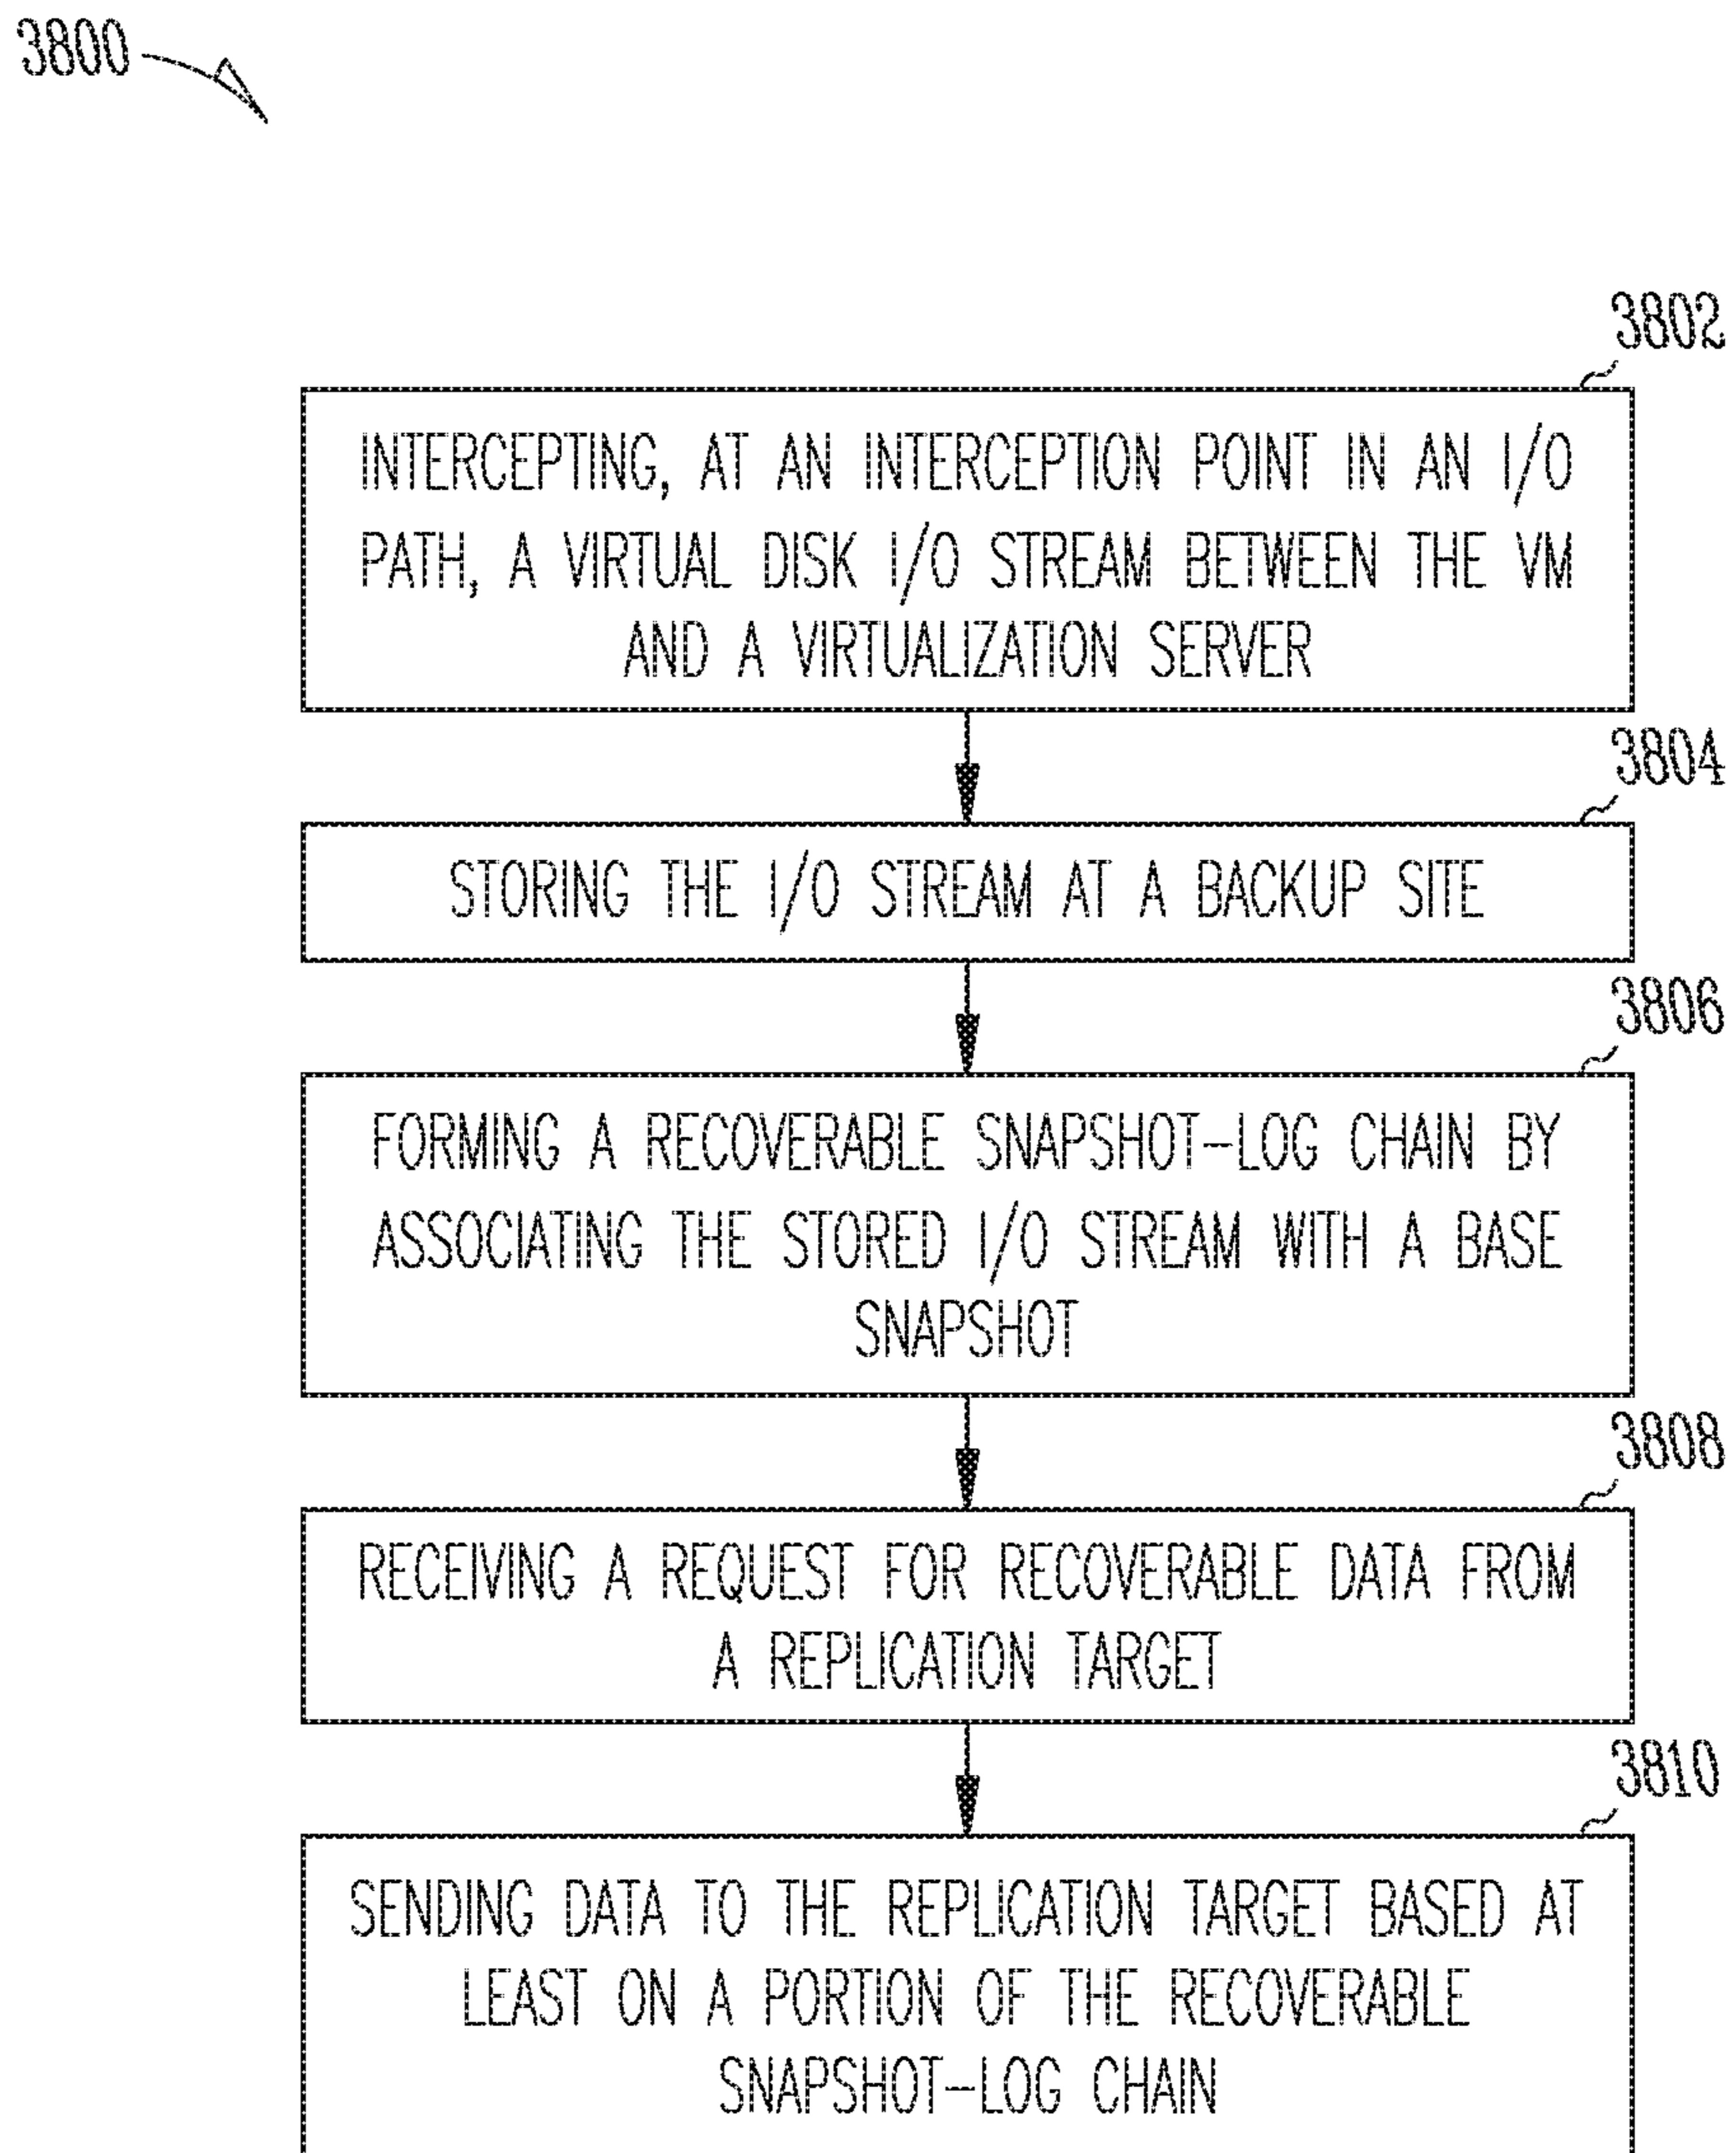 3800
3802
INTERCEPTING, AT AN INTERCEPTION POINT IN AN I/O
PATH, A VIRTUAL DISK I/O STREAM BETWEEN THE VM
AND A VIRTUALIZATION SERVER
3804
STORING THE I/O STREAM AT A BACKUP SITE
3806
FORMING A RECOVERABLE SNAPSHOT-LOG CHAIN BY
ASSOCIATING THE STORED I/O STREAM WITH A BASE
SNAPSHOT
3808
RECEIVING A REQUEST FOR RECOVERABLE DATA FROM
A REPLICATION TARGET
3810
SENDING DATA TO THE REPLICATION TARGET BASED AT
LEAST ON A PORTION OF THE RECOVERABLE
SNAPSHOT-LOG CHAIN